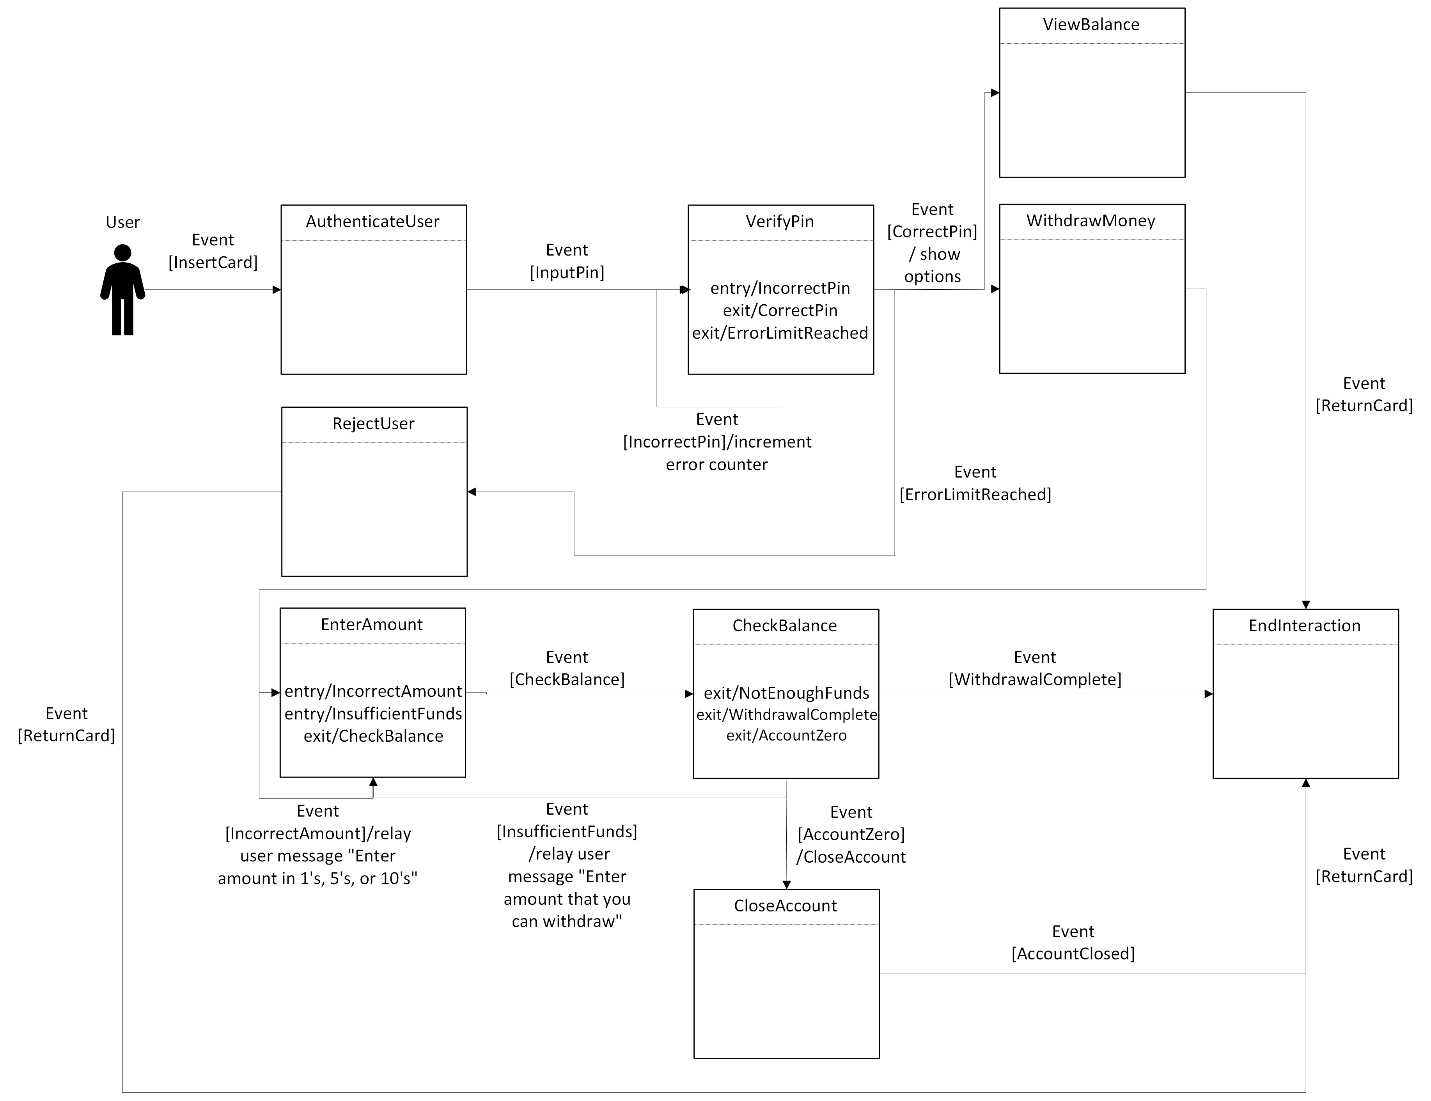 ViewBalance
User
Event
[InsertCard]
AuthenticateUser
Event
[InputPin]
VerifyPin
entry/IncorrectPin
exit/CorrectPin
exit/ErrorLimitReached
Event
[CorrectPin]
/ show
options
WithdrawMoney
Event
[ReturnCard]
RejectUser
Event
[IncorrectPin]/increment
error counter
Event
[ErrorLimitReached]
EnterAmount
entry/IncorrectAmount
entry/InsufficientFunds
exit/CheckBalance
Event
[CheckBalance]
CheckBalance
exit/NotEnoughFunds
exit/WithdrawalComplete
exit/AccountZero
Event
[WithdrawalComplete]
EndInteraction
Event
[ReturnCard]
Event
[IncorrectAmount]/relay
user message "Enter
amount in 1's, 5's, or 10's"
Event
[InsufficientFunds]
/relay user
message "Enter
amount that you
can withdraw"
Event
[AccountZero]
/CloseAccount
Event
[ReturnCard]
CloseAccount
Event
[AccountClosed]